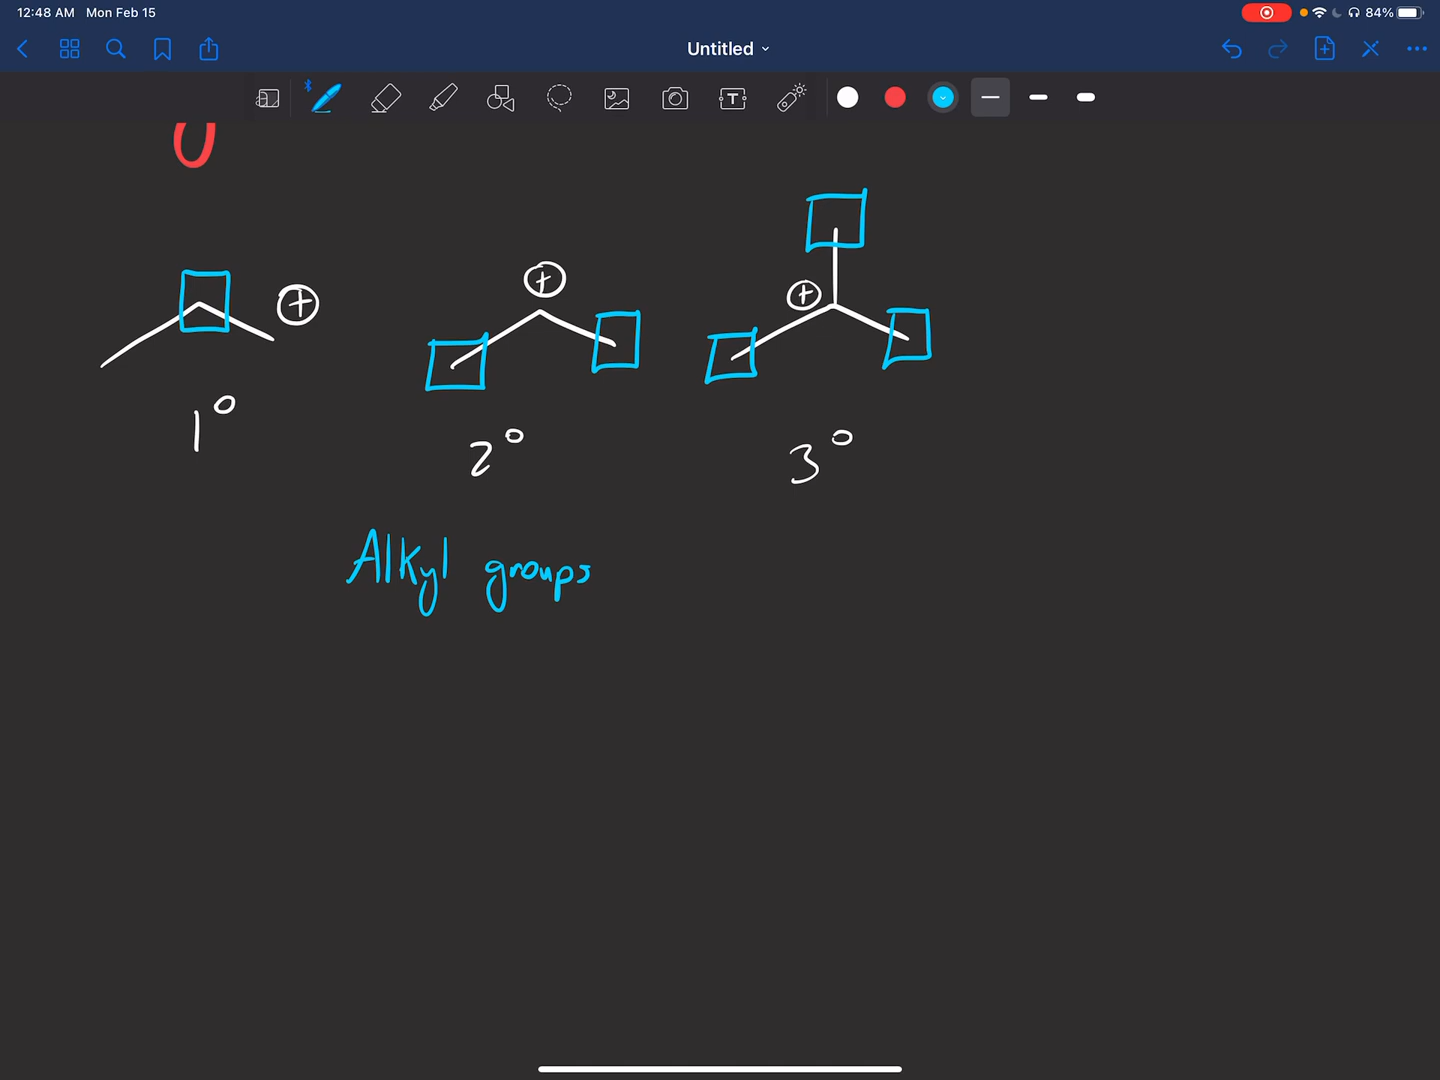 12:48 AM Mon Feb 15
84%
Untitled
T
+ + +
1°
2°
3°
Alkyl groups